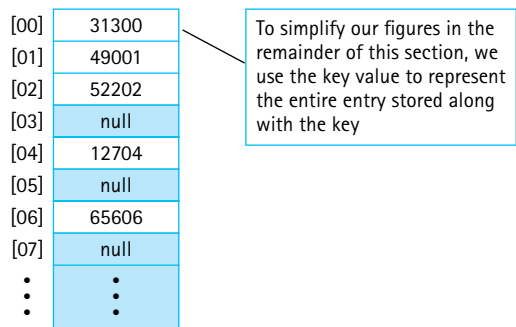 [00] 31300
[01] 49001
[02] 52202
[03] null
[04] 12704
[05] null
[06] 65606
[07] null
To simplify our figures in the
remainder of this section, we
use the key value to represent
the entire entry stored along
with the key